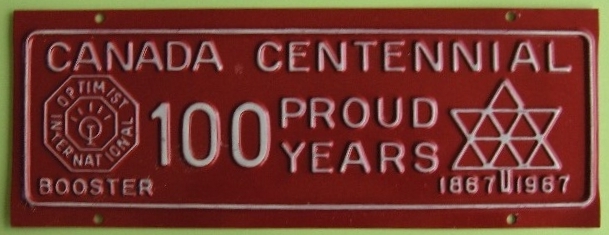 CANADA CENTENNIAL
OPTIMIST
INTERNATIONAL
100 PROUD
YEARS
BOOSTER
1867 1967